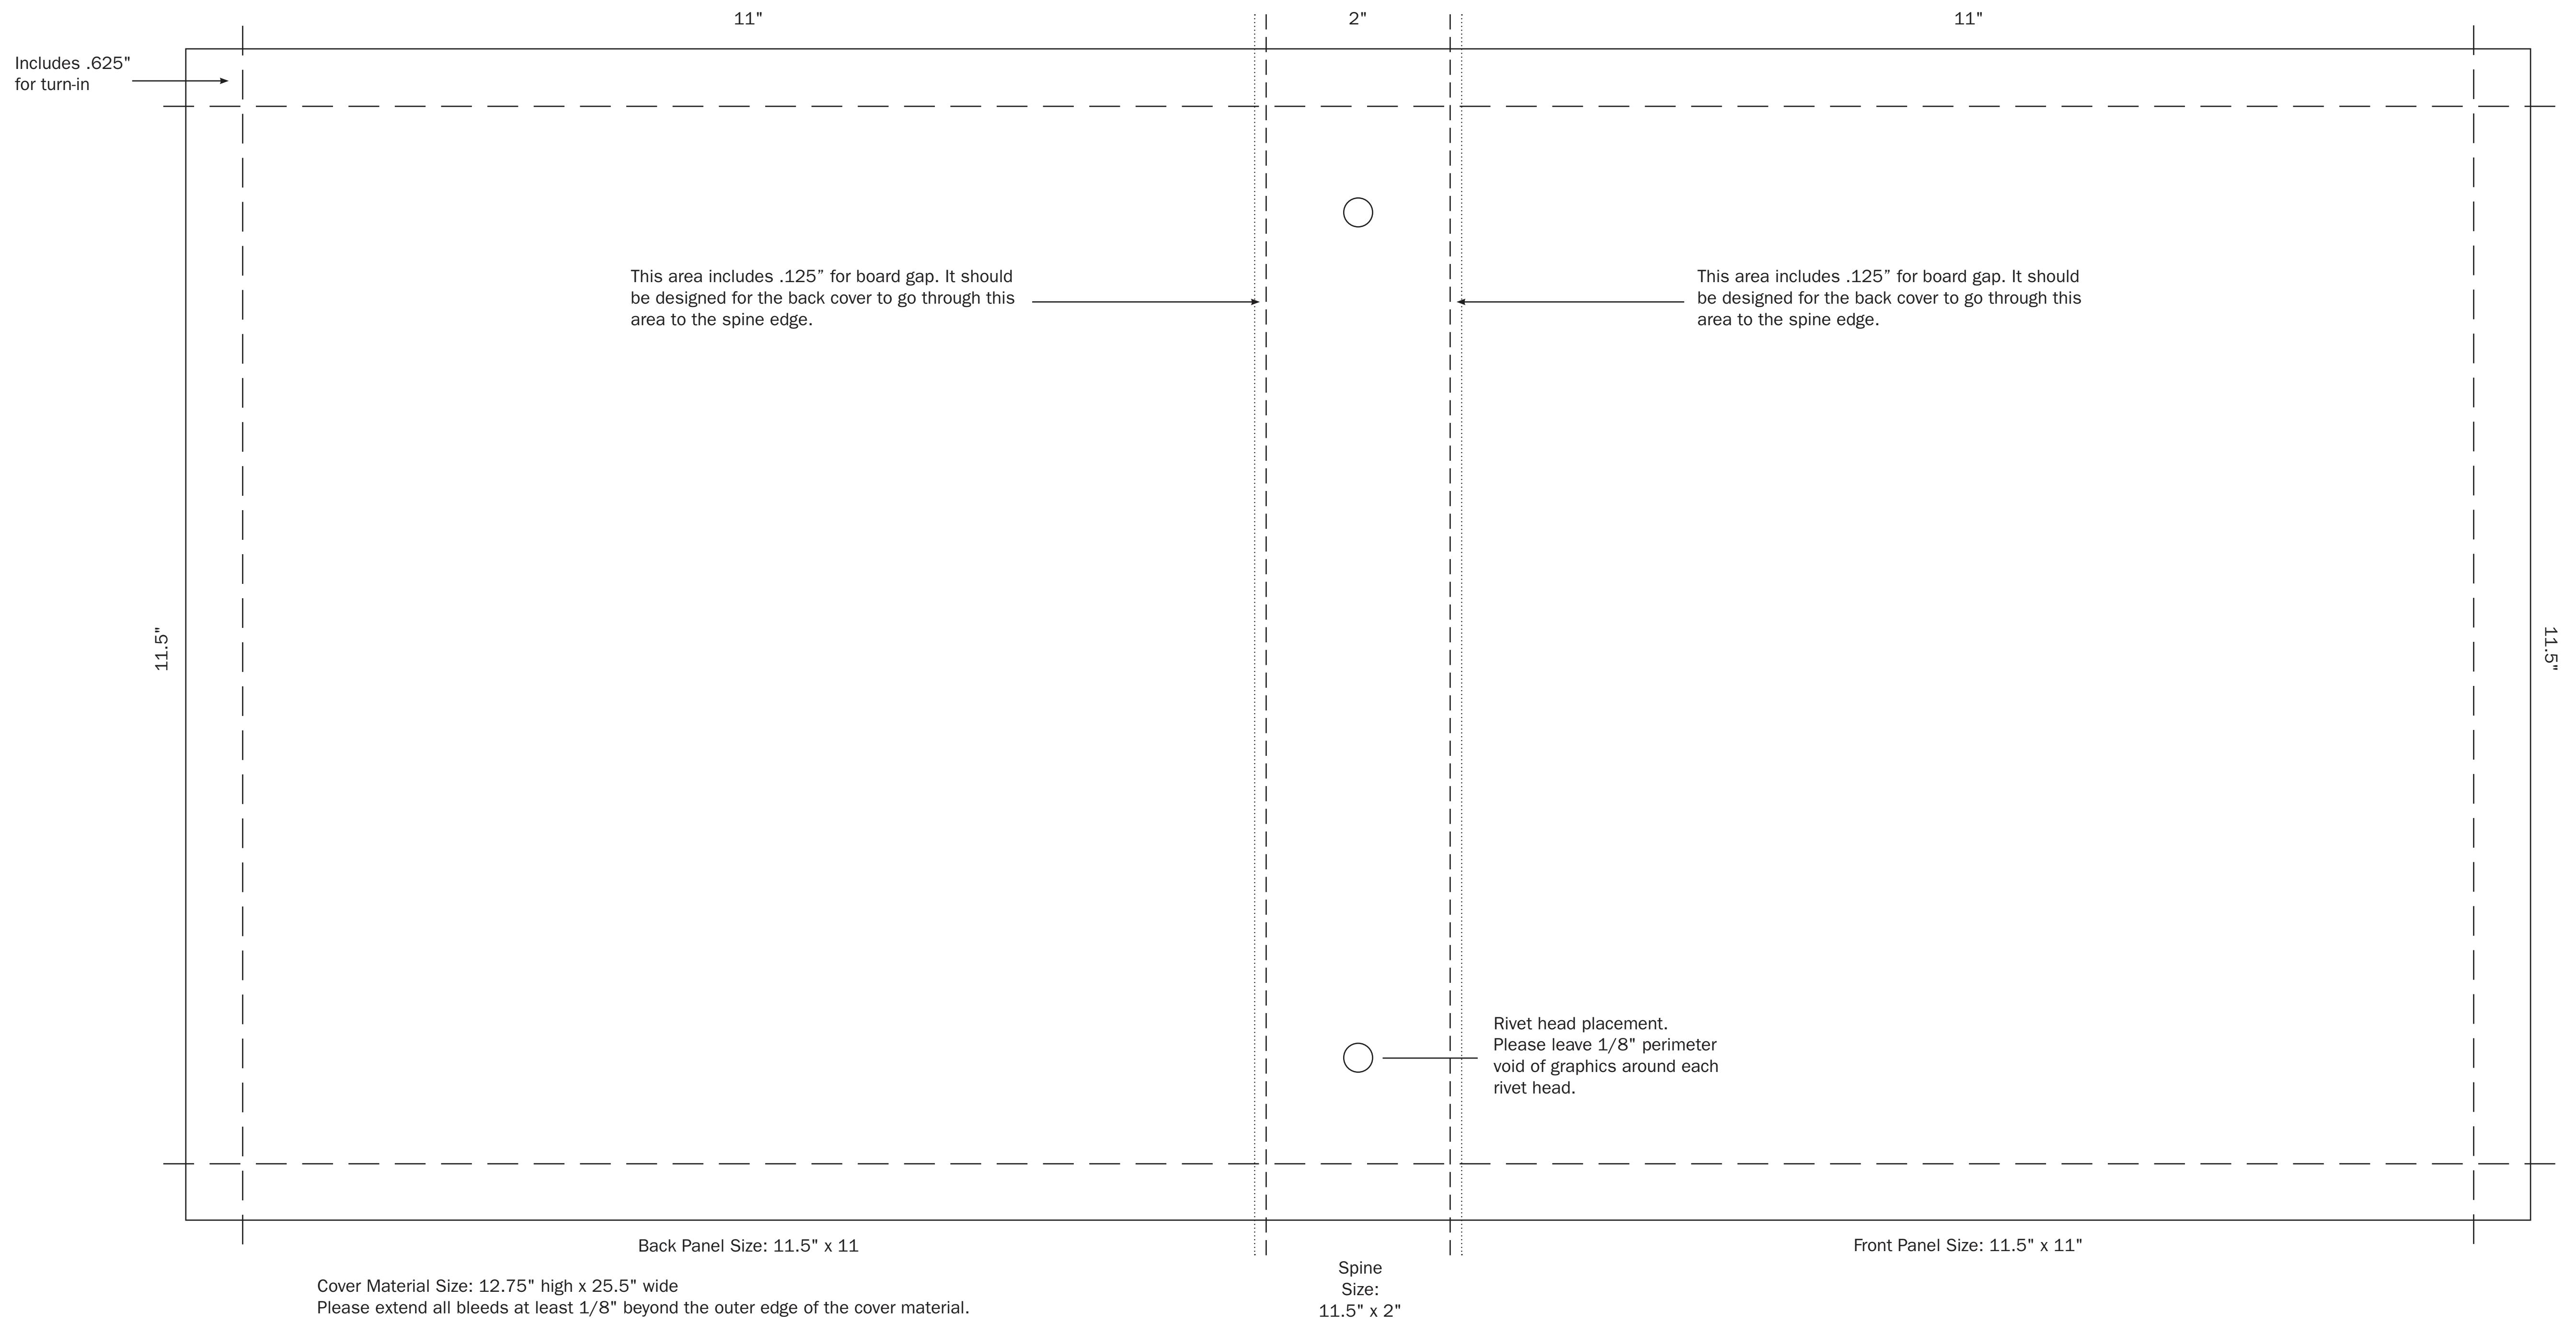 11"
2"
11"
Includes .625"
for turn-in
This area includes .125” for board gap. It should
be designed for the back cover to go through this
area to the spine edge.
This area includes .125” for board gap. It should
be designed for the back cover to go through this
area to the spine edge.
11.5"
11.5"
Rivet head placement.
Please leave 1/8" perimeter
void of graphics around each
rivet head.
Back Panel Size: 11.5" x 11
Front Panel Size: 11.5" x 11"
Cover Material Size: 12.75" high x 25.5" wide
Please extend all bleeds at least 1/8" beyond the outer edge of the cover material.
Spine
Size:
11.5" x 2"